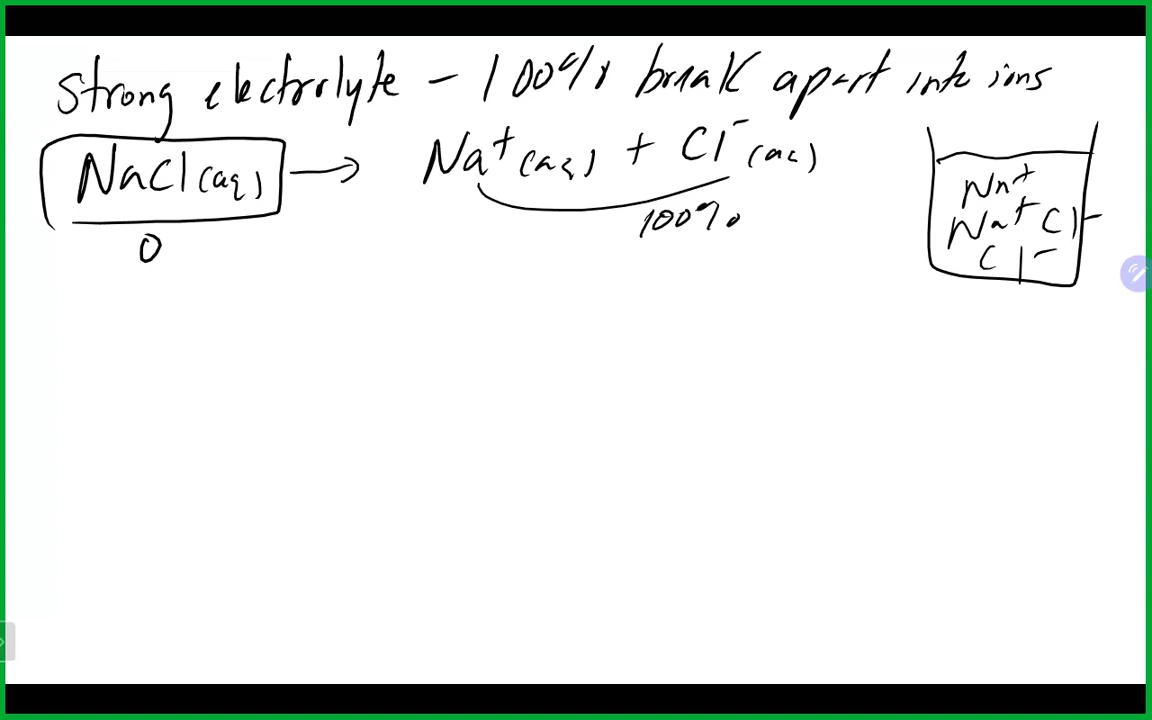 Strong electrolyte – 100% break apart into ions
NaCl(aq) → Na⁺(aq) + Cl⁻(aq)
0
100%
Na⁺
Na⁺ Cl⁻
Cl⁻